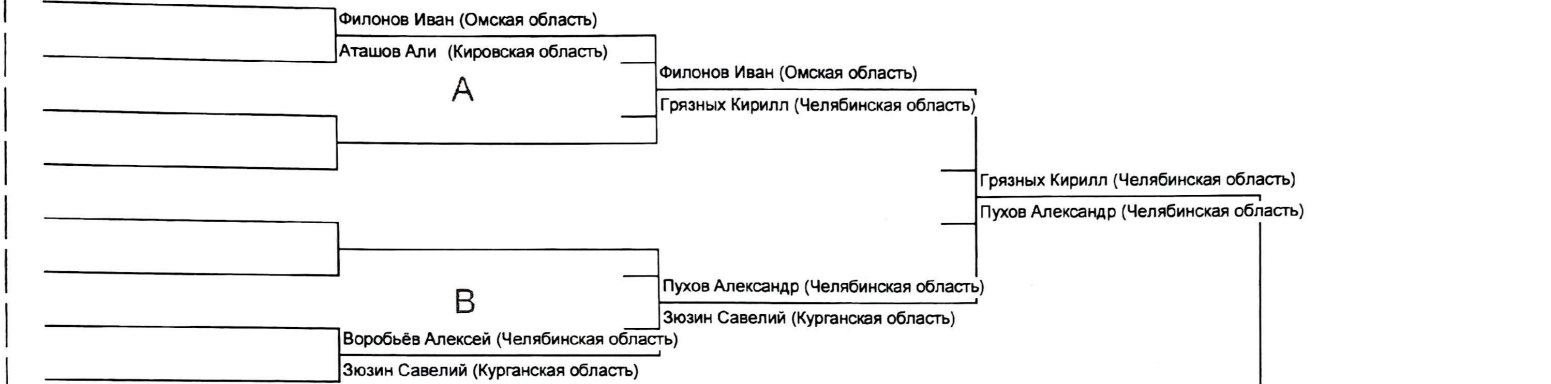 Филонов Иван (Омская область)
Аташов Али (Кировская область)
A
Филонов Иван (Омская область)
Грязных Кирилл (Челябинская область)
Грязных Кирилл (Челябинская область)
Пухов Александр (Челябинская область)
B
Пухов Александр (Челябинская область)
Зюзин Савелий (Курганская область)
Воробьёв Алексей (Челябинская область)
Зюзин Савелий (Курганская область)